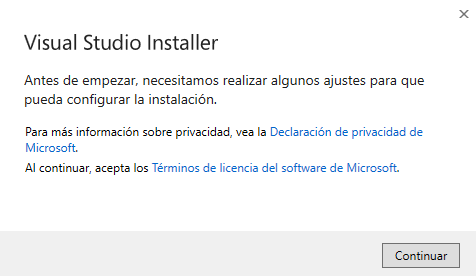 Visual Studio Installer
Antes de empezar, necesitamos realizar algunos ajustes para que
pueda configurar la instalación.
Para más información sobre privacidad, vea la Declaración de privacidad de
Microsoft.
Al continuar, acepta los Términos de licencia del software de Microsoft.
Continuar